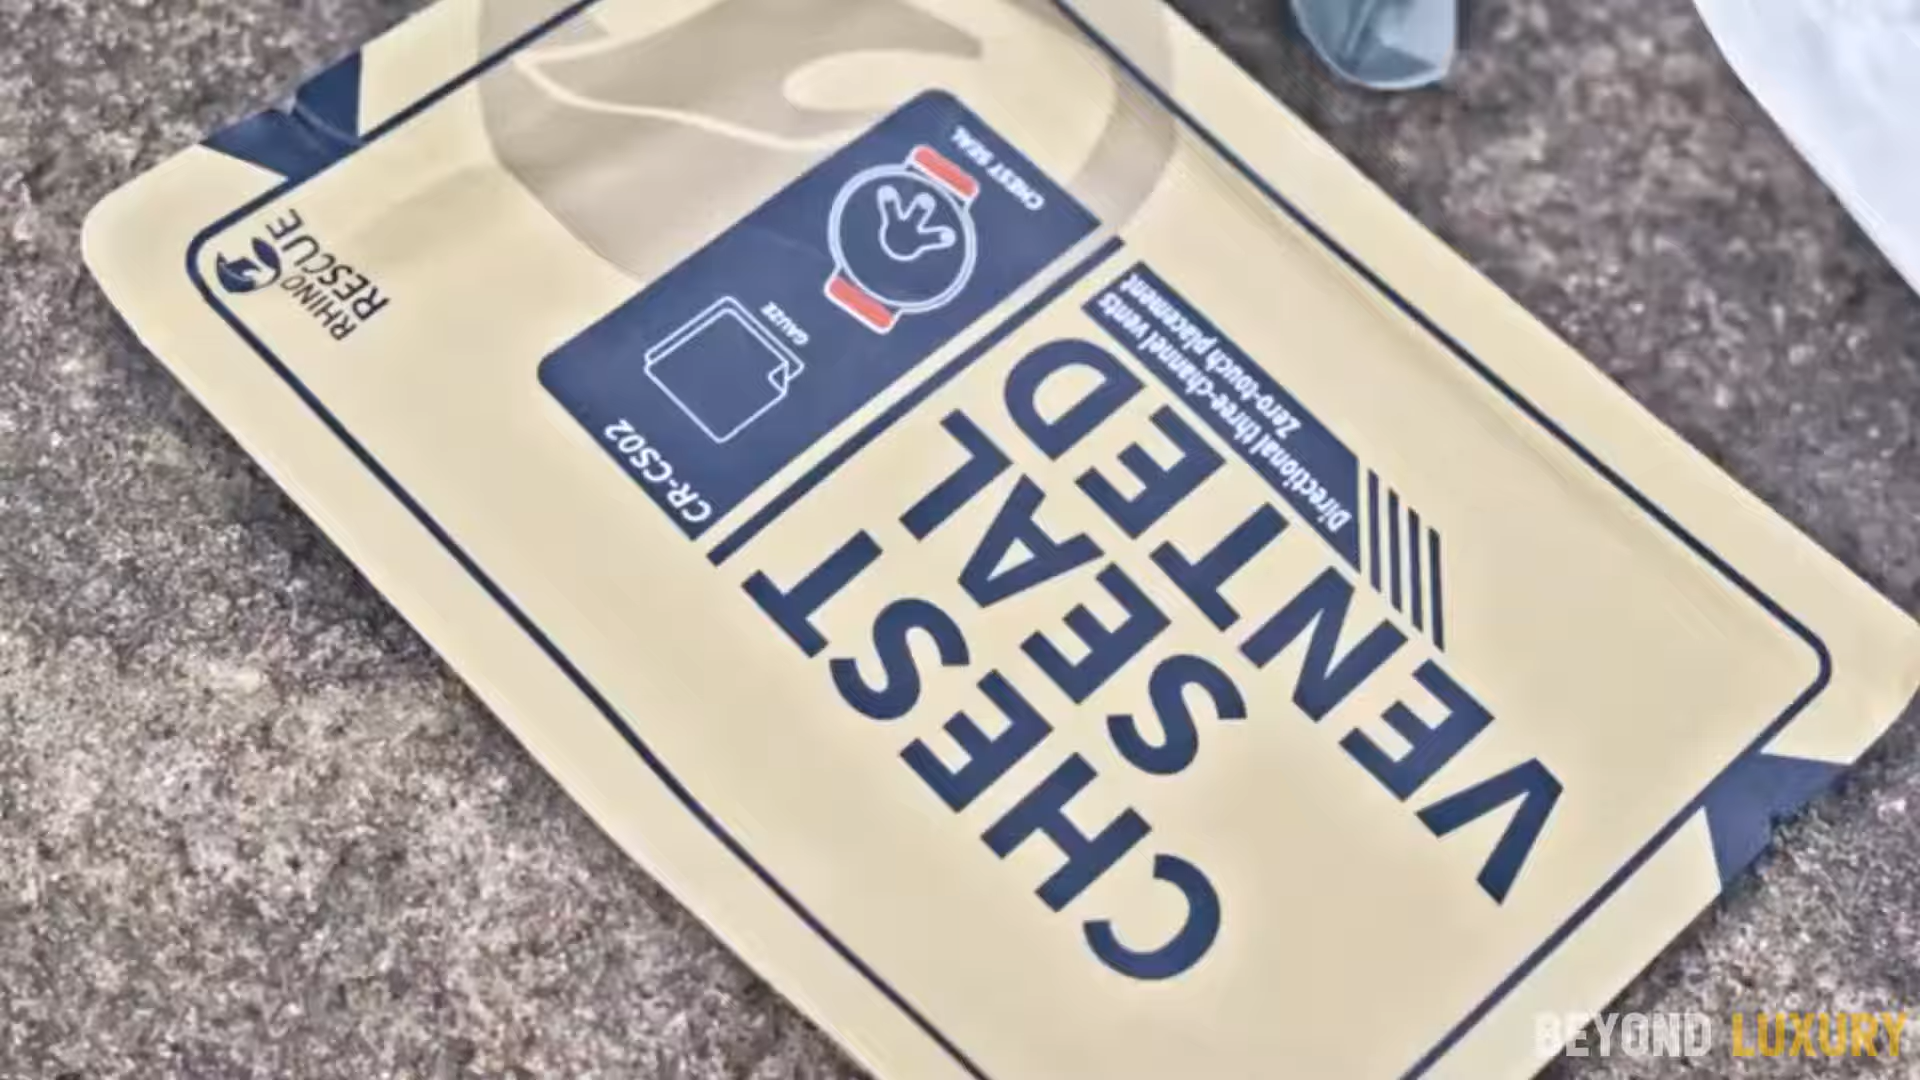 CHEST
SEAL
VENTED
Directional three-channel vents
Zero-touch placement
CR-CS02
GAUZE
CHEST SEAL
RHINO
RESCUE
BEYOND LUXURY